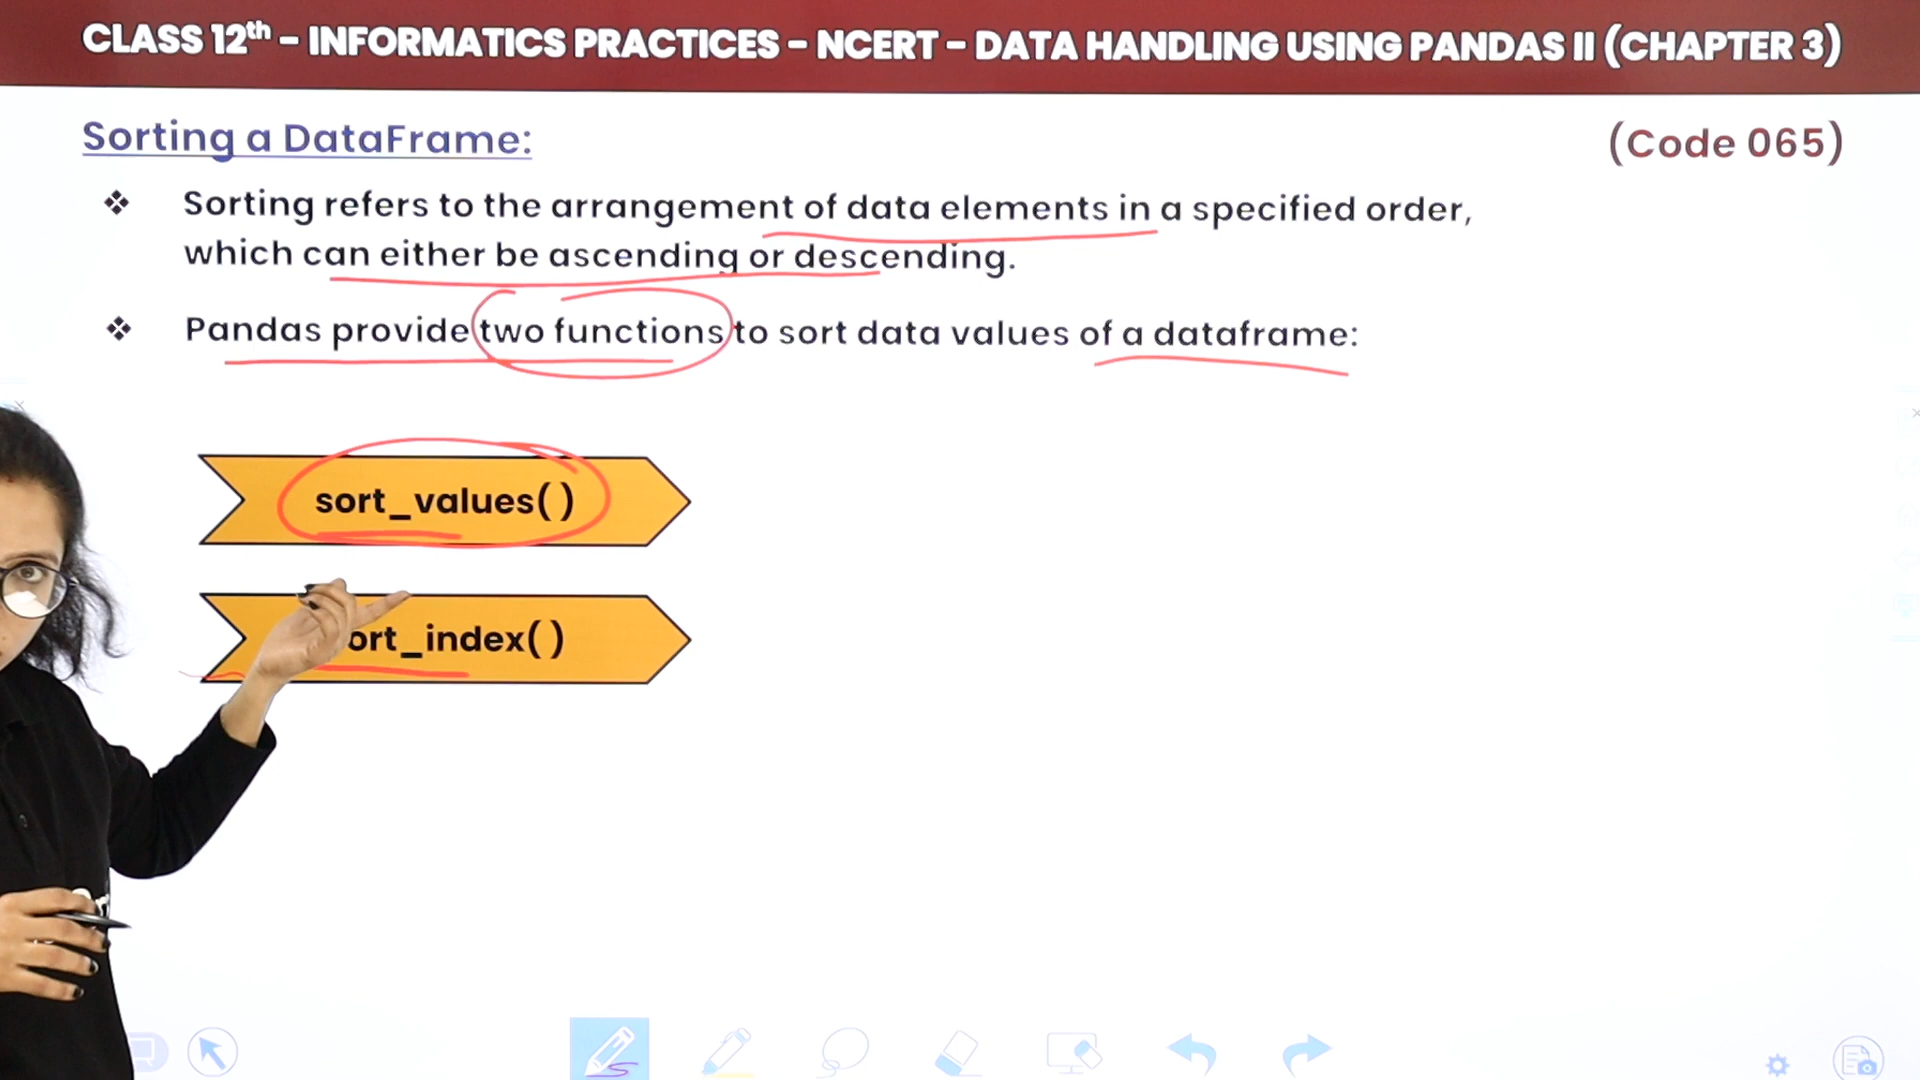 CLASS 12th - INFORMATICS PRACTICES - NCERT - DATA HANDLING USING PANDAS II (CHAPTER 3)
Sorting a DataFrame:
(Code 065)
❖ Sorting refers to the arrangement of data elements in a specified order,
which can either be ascending or descending.
❖ Pandas provide two functions to sort data values of a dataframe:
sort_values( )
ort_index( )